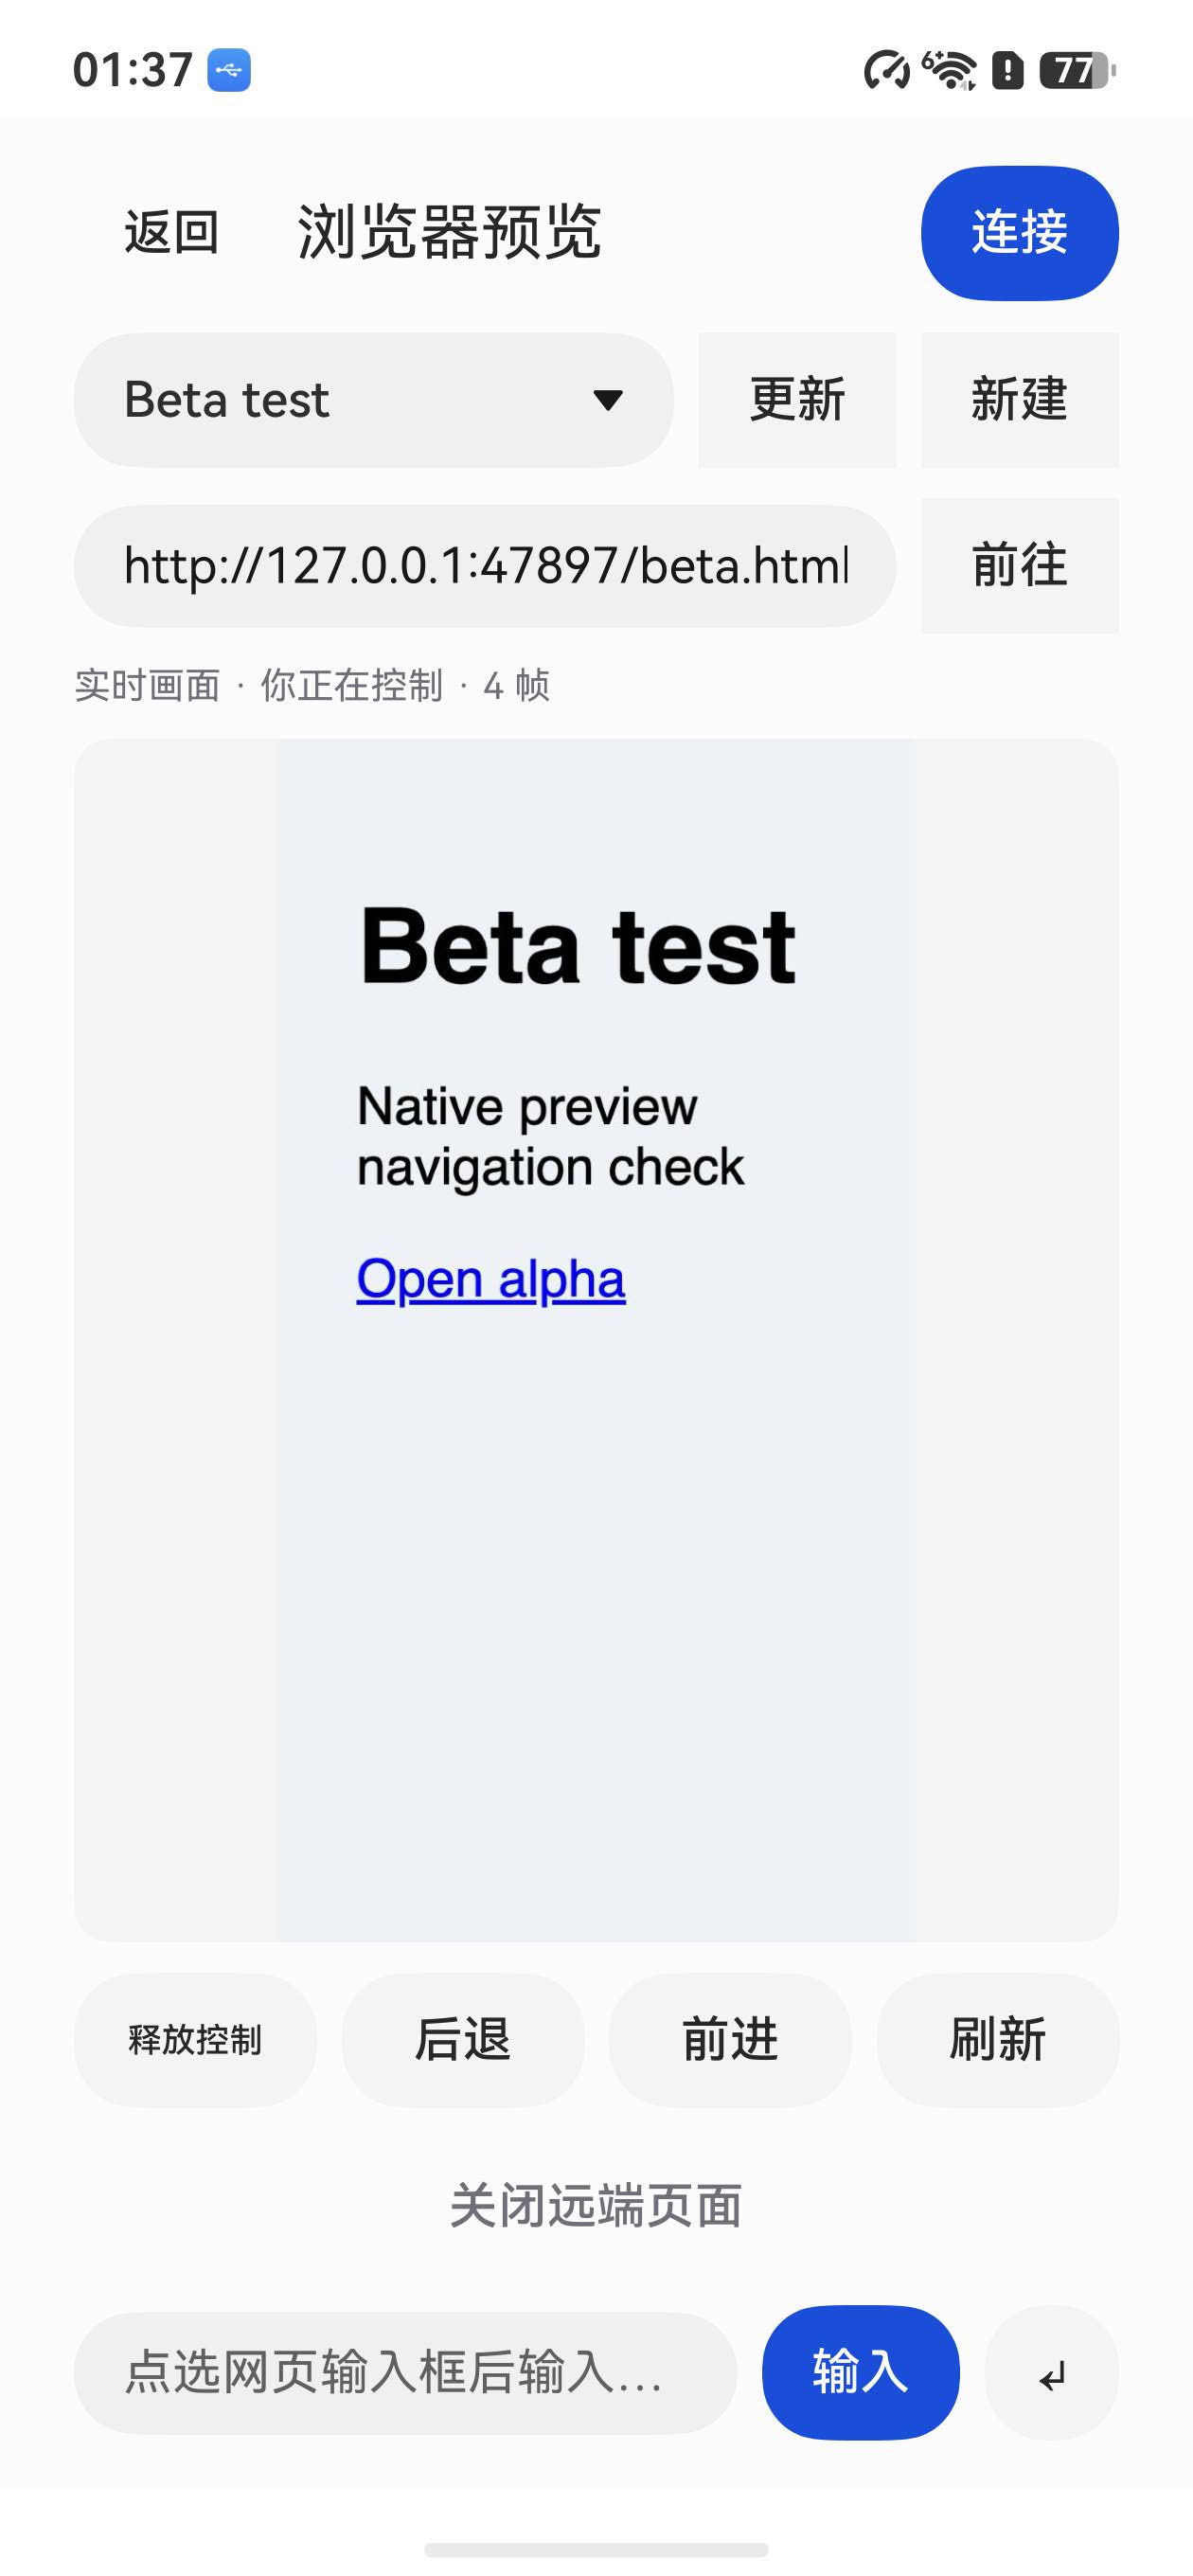 01:37
77
返回
浏览器预览
连接
Beta test
更新
新建
http://127.0.0.1:47897/beta.html
前往
实时画面 · 你正在控制 · 4 帧
Beta test
Native preview
navigation check
Open alpha
释放控制
后退
前进
刷新
关闭远端页面
点选网页输入框后输入...
输入